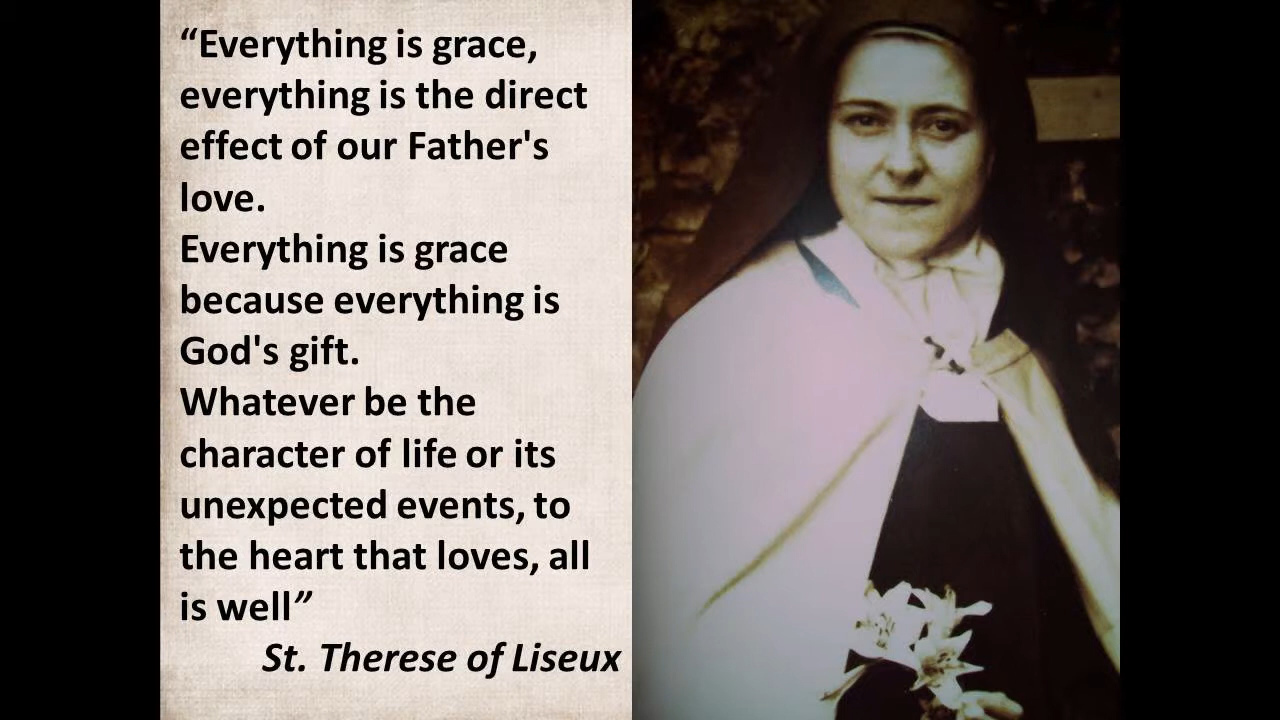 “Everything is grace,
everything is the direct
effect of our Father's
love.
Everything is grace
because everything is
God's gift.
Whatever be the
character of life or its
unexpected events, to
the heart that loves, all
is well”
St. Therese of Liseux